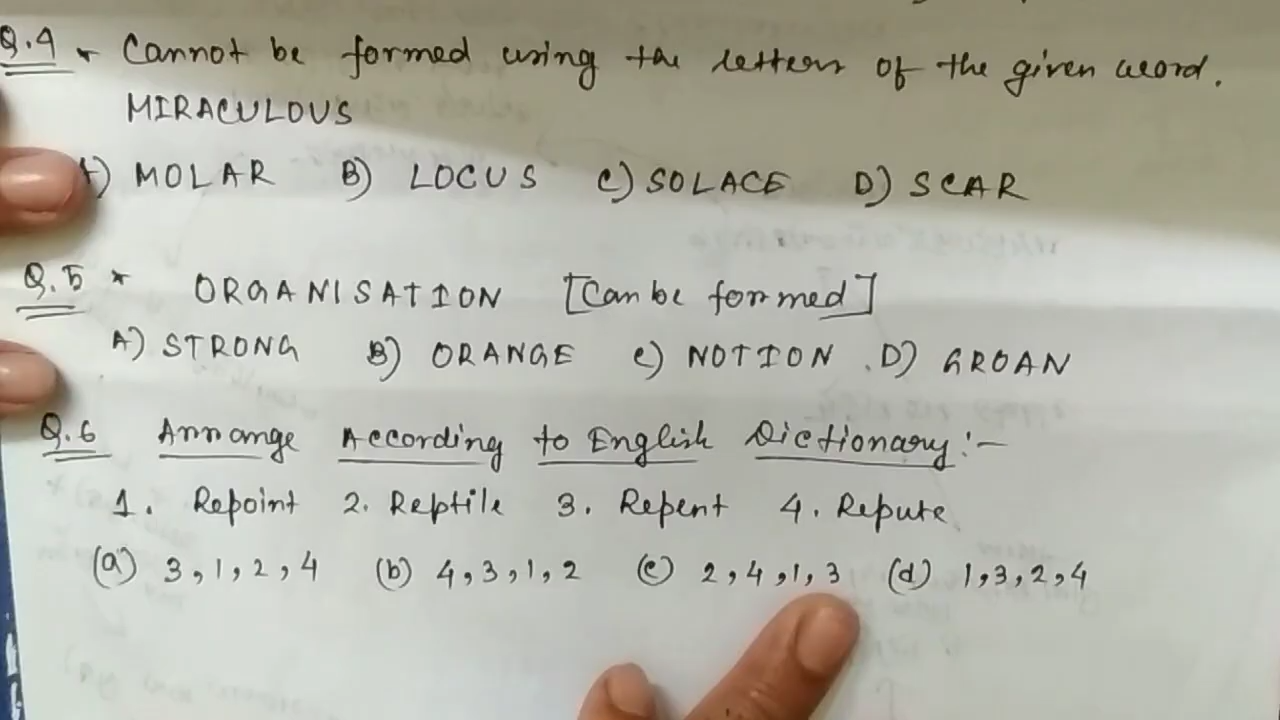 Q.4 * Cannot be formed using the letters of the given word.
MIRACULOUS
A) MOLAR B) LOCUS C) SOLACE D) SCAR
Q.5 * ORGANISATION [Can be formed]
A) STRONG B) ORANGE C) NOTION D) GROAN
Q.6 Arrange According to English Dictionary:-
1. Repoint 2. Reptile 3. Repent 4. Repute
(a) 3,1,2,4 (b) 4,3,1,2 (c) 2,4,1,3 (d) 1,3,2,4